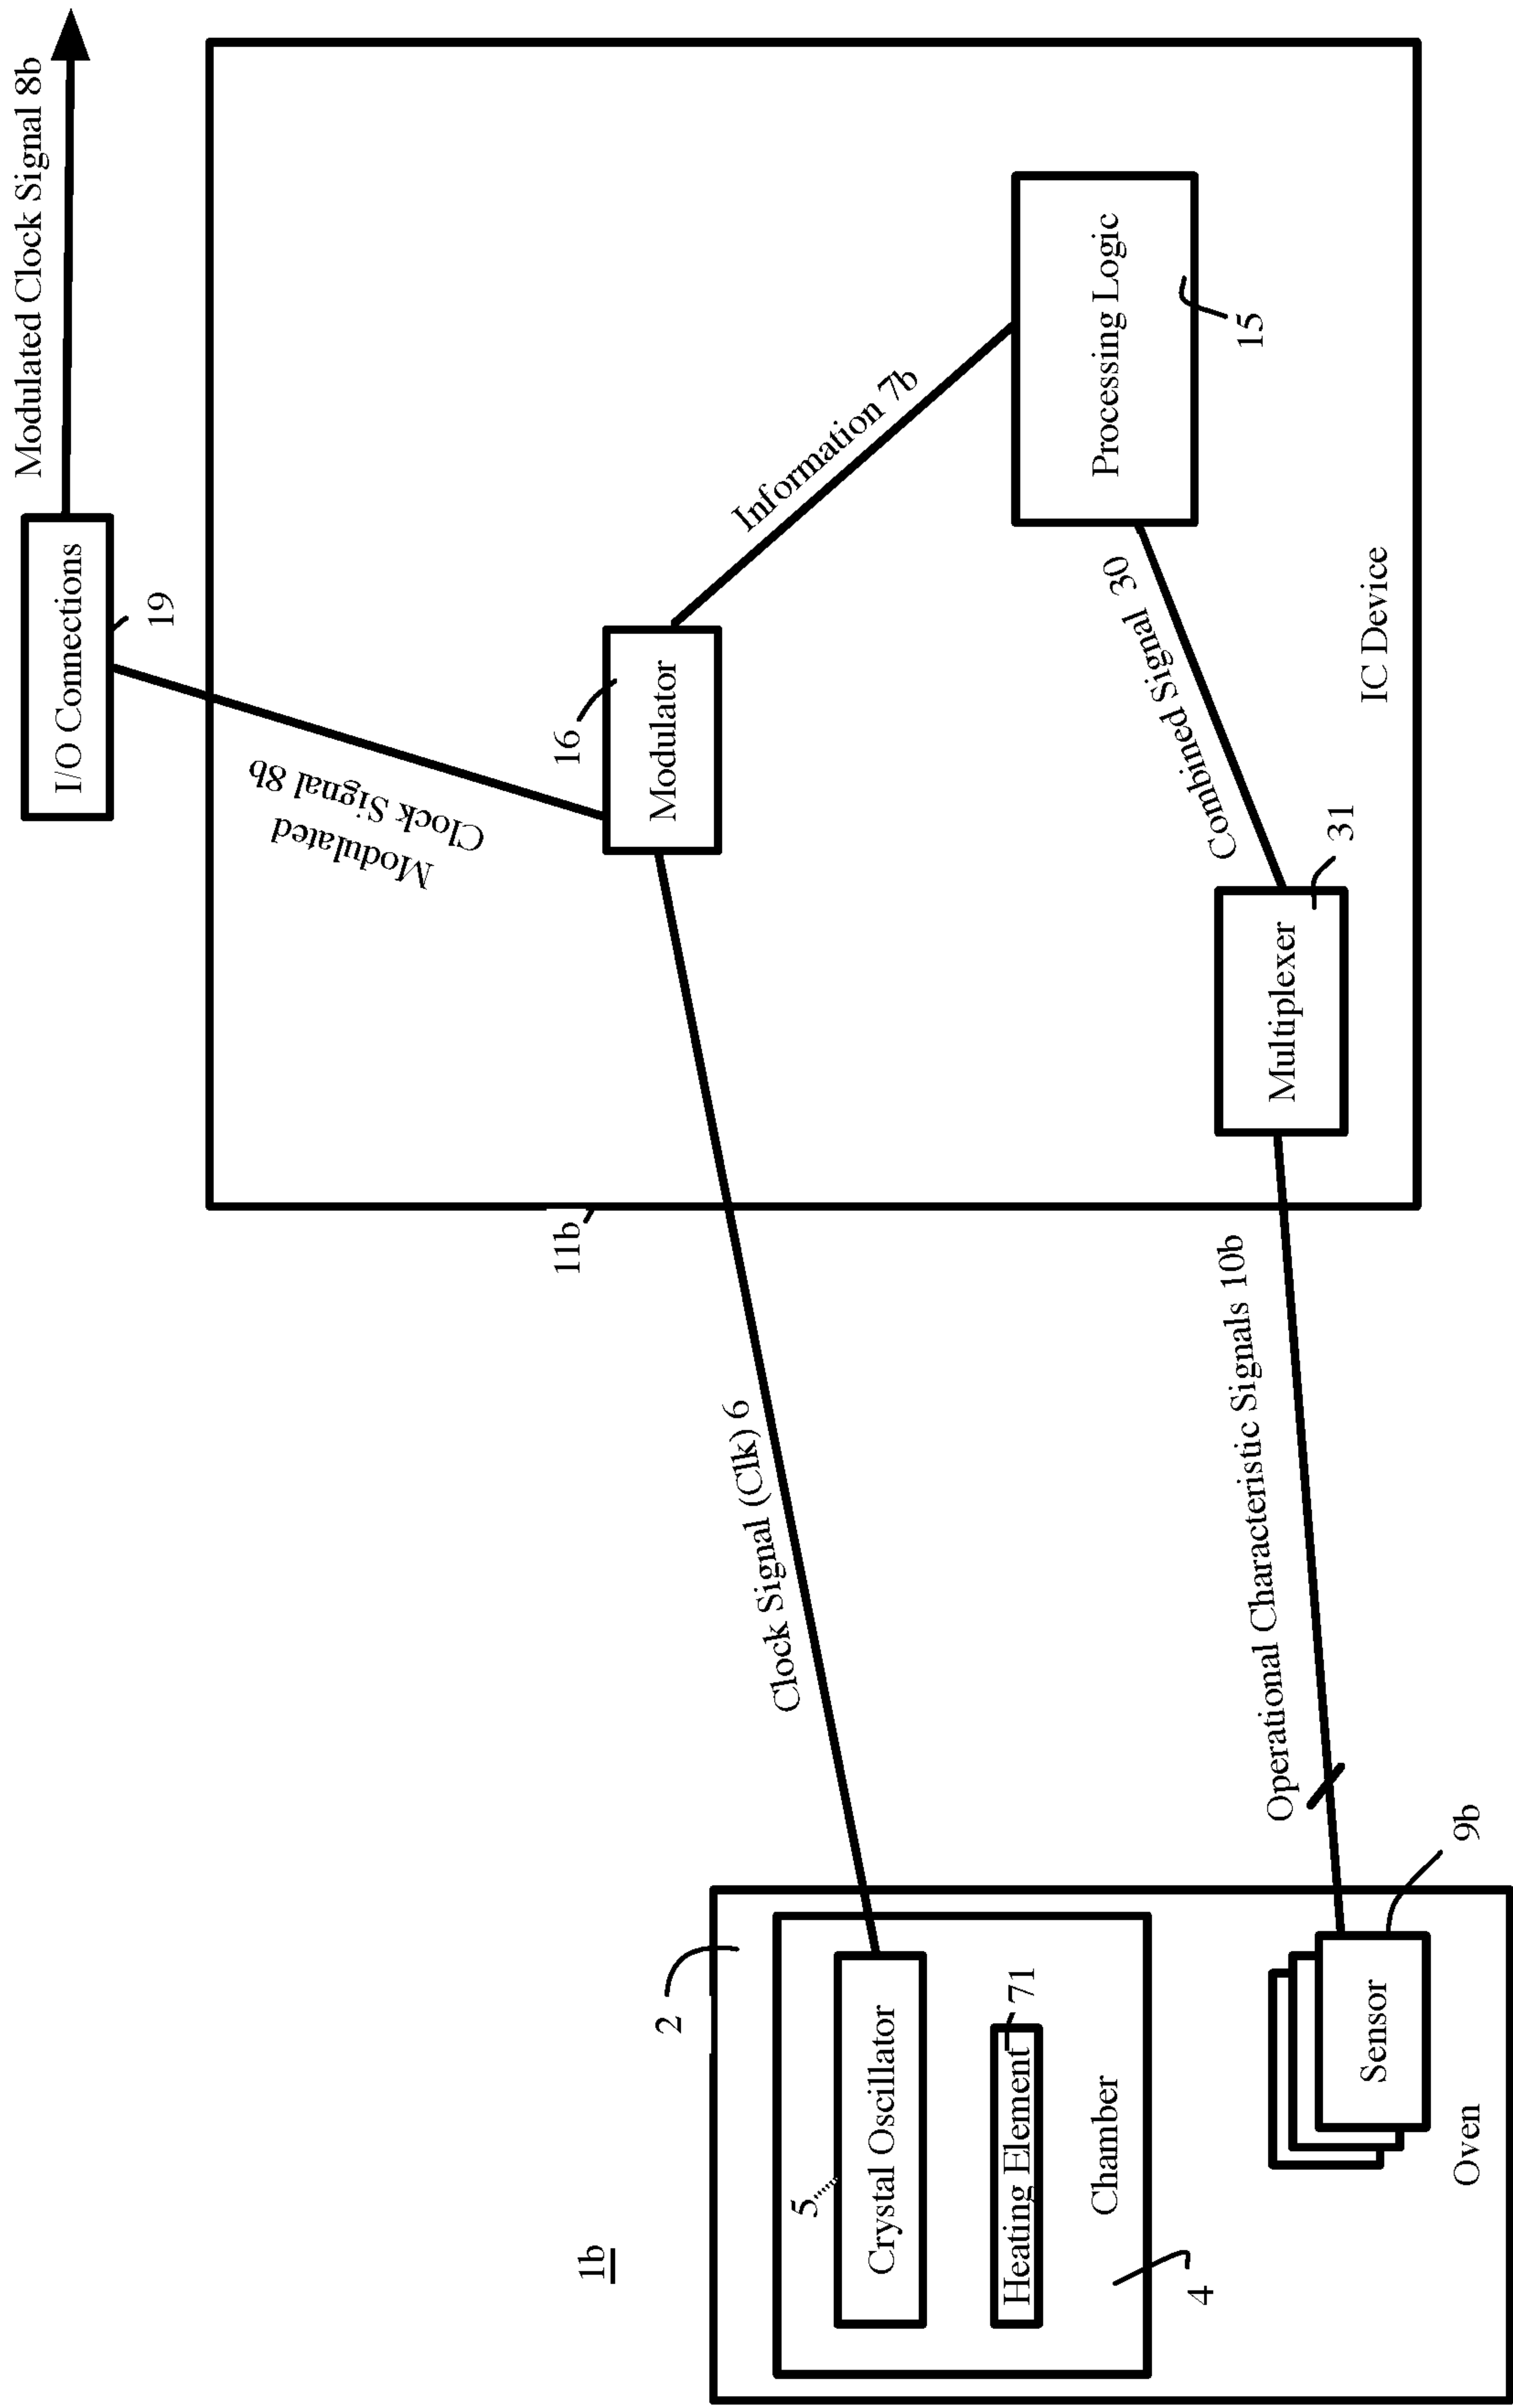 1b
2
5
Crystal Oscillator
Heating Element
71
Chamber
4
Sensor
9b
Oven
Clock Signal (Clk) 6
Operational Characteristic Signals 10b
11b
Multiplexer
31
Combined Signal 30
Processing Logic
15
Information 7b
Modulator
16
Modulated
Clock Signal 8b
IC Device
I/O Connections
19
Modulated Clock Signal 8b